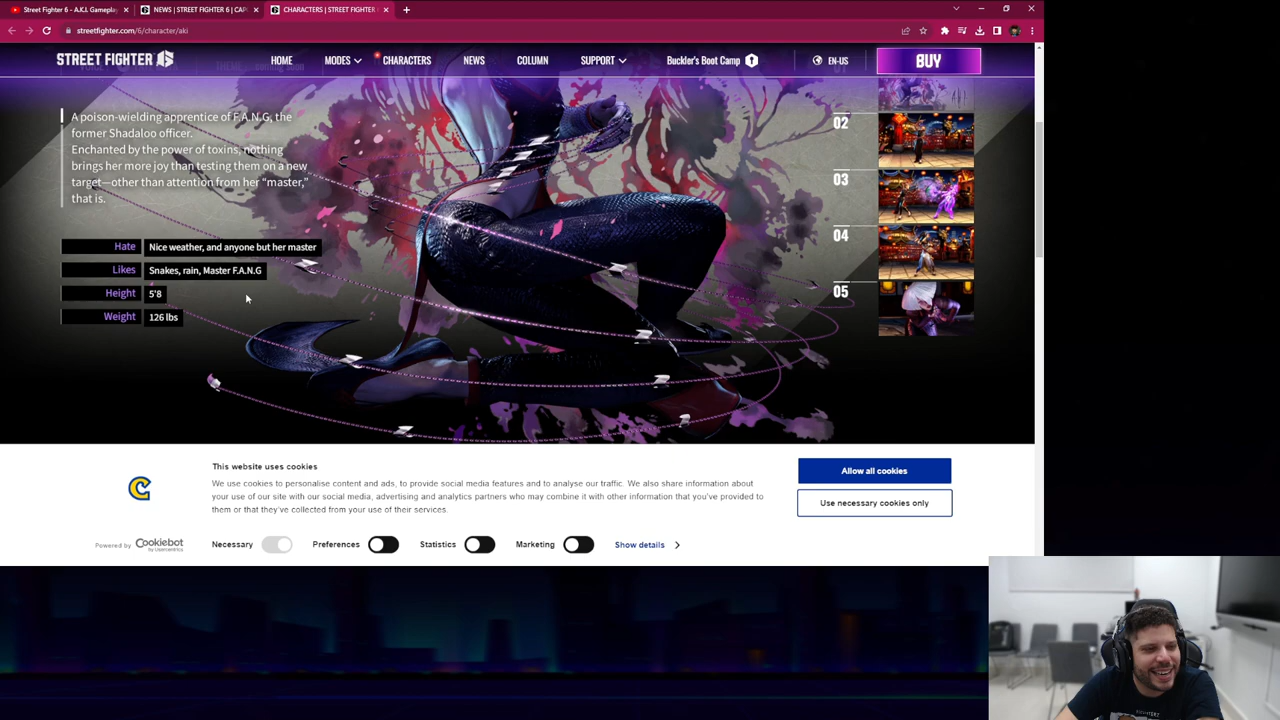 Street Fighter 6 - A.K.I. Gameplay
NEWS | STREET FIGHTER 6 | CAP
CHARACTERS | STREET FIGHTER
streetfighter.com/6/character/aki
STREET FIGHTER 6
HOME
MODES
CHARACTERS
NEWS
COLUMN
SUPPORT
Buckler's Boot Camp
EN-US
BUY
A poison-wielding apprentice of F.A.N.G, the
former Shadaloo officer.
Enchanted by the power of toxins, nothing
brings her more joy than testing them on a new
target—other than attention from her "master,"
that is.
Hate Nice weather, and anyone but her master
Likes Snakes, rain, Master F.A.N.G
Height 5'8
Weight 126 lbs
02
03
04
05
This website uses cookies
We use cookies to personalise content and ads, to provide social media features and to analyse our traffic. We also share information about
your use of our site with our social media, advertising and analytics partners who may combine it with other information that you've provided to
them or that they've collected from your use of their services.
Allow all cookies
Use necessary cookies only
Powered by Cookiebot
by Usercentrics
Necessary
Preferences
Statistics
Marketing
Show details